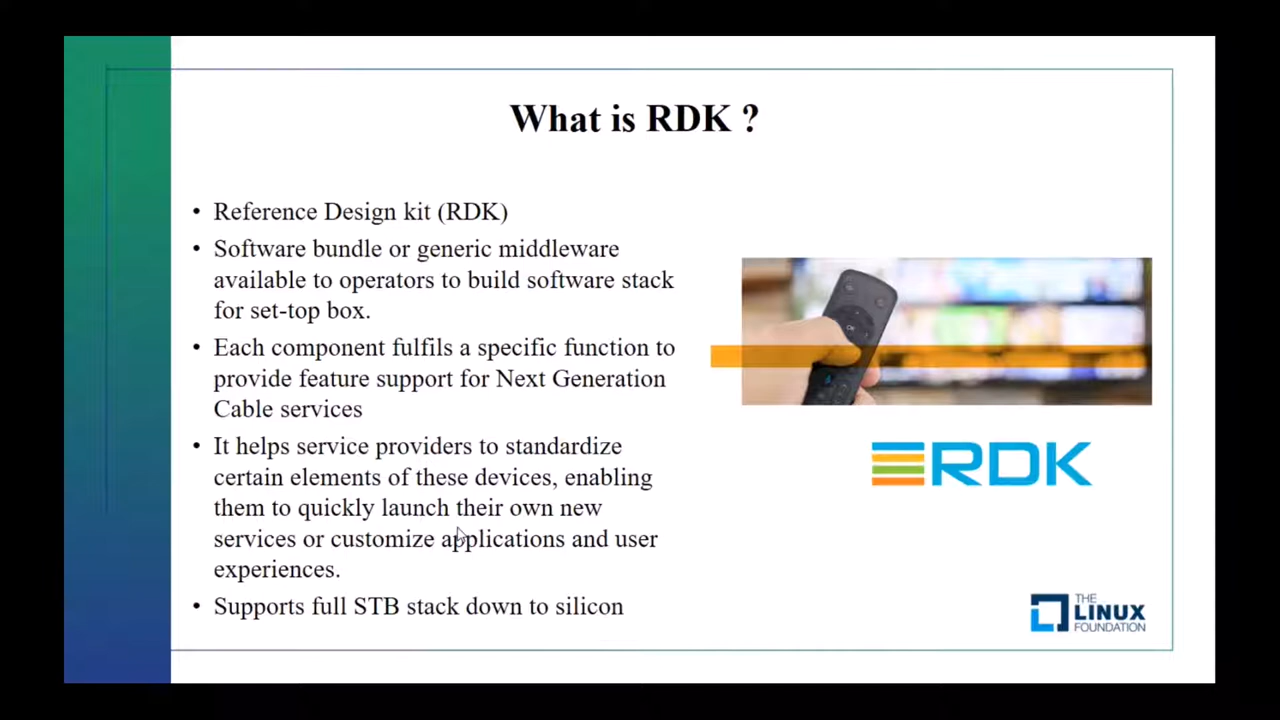 What is RDK ?
• Reference Design kit (RDK)
• Software bundle or generic middleware
available to operators to build software stack
for set-top box.
• Each component fulfils a specific function to
provide feature support for Next Generation
Cable services
• It helps service providers to standardize
certain elements of these devices, enabling
them to quickly launch their own new
services or customize applications and user
experiences.
• Supports full STB stack down to silicon
OK
RDK
THE
LINUX
FOUNDATION